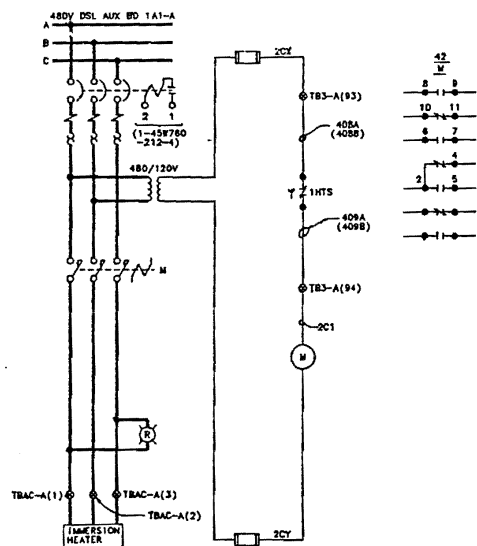 480V DSL AUX BD 1A1-A
A
B
C
2 1
(1-45W760
-212-4)
480/120V
M
R
TBAC-A(1)
TBAC-A(3)
TBAC-A(2)
IMMERSION
HEATER
2CX
TB3-A(93)
408A
(408B)
1HTS
409A
(409B)
TB3-A(94)
2C1
M
2CY
42
M
8 9
10 11
6 7
4
2 5